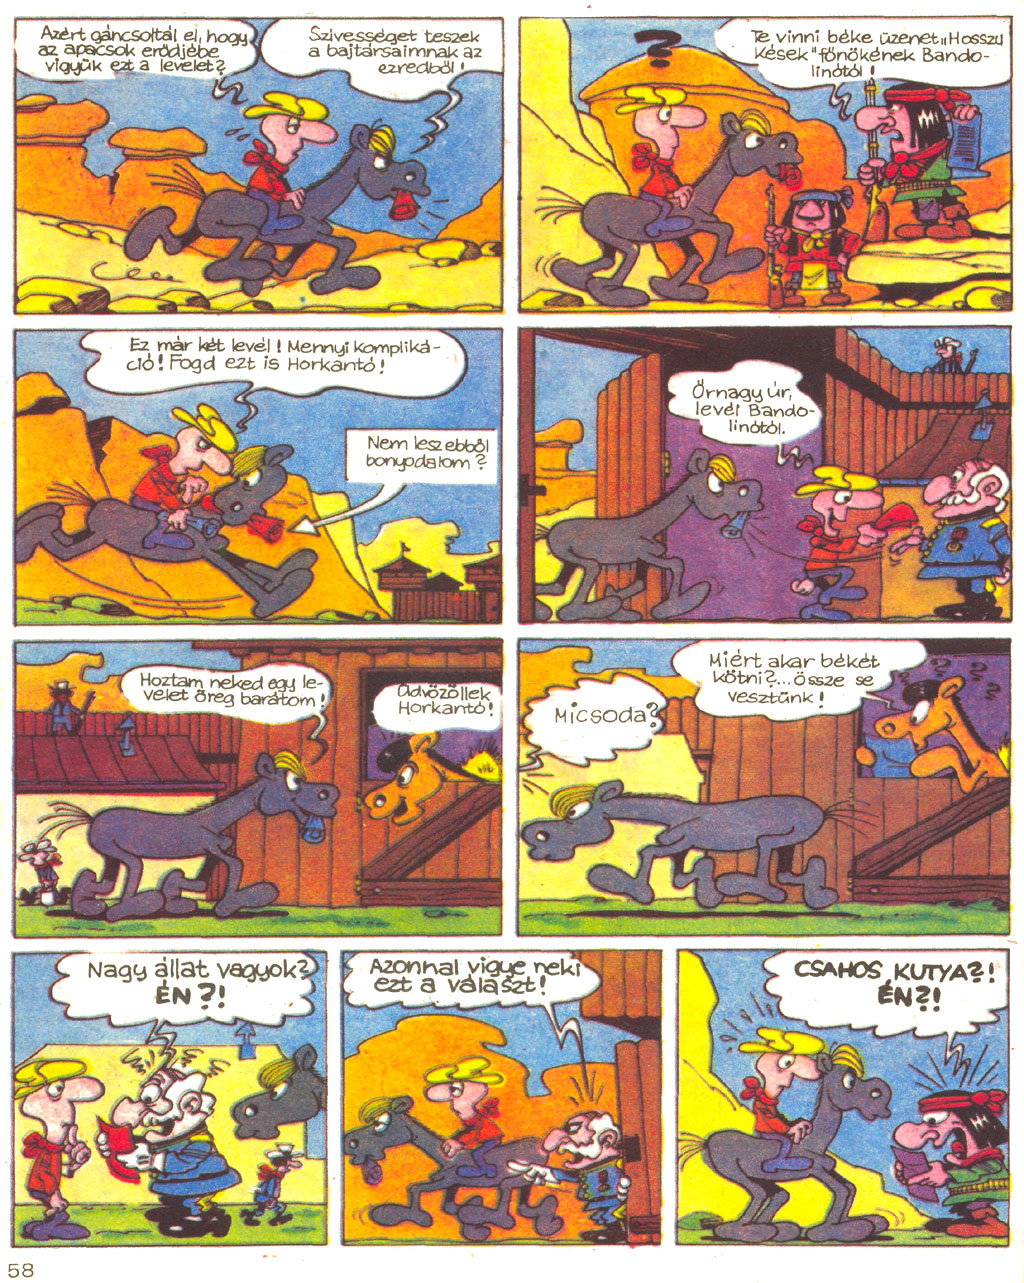 Azért gáncsoltál el, hogy
az apacsok erődjébe
vigyük ezt a levelet?
Szivességet teszek
a bajtársaimnak az
ezredből!
?
Te vinni béke üzenet „Hosszu
Kések" főnökének Bando-
linótól!
Ez már két levél! Mennyi kompliká-
ció! Fogd ezt is Horkantó!
Nem lesz ebből
bonyodalom?
Őrnagy úr,
levél Bando-
linótól.
Hoztam neked egy le-
velet öreg barátom!
Üdvözöllek
Horkantó!
Micsoda?
Miért akar békét
kötni?...össze se
vesztünk!
? ? ?
Nagy állat vagyok?
ÉN?!
Azonnal vigye neki
ezt a választ!
CSAHOS KUTYA?!
ÉN?!
58